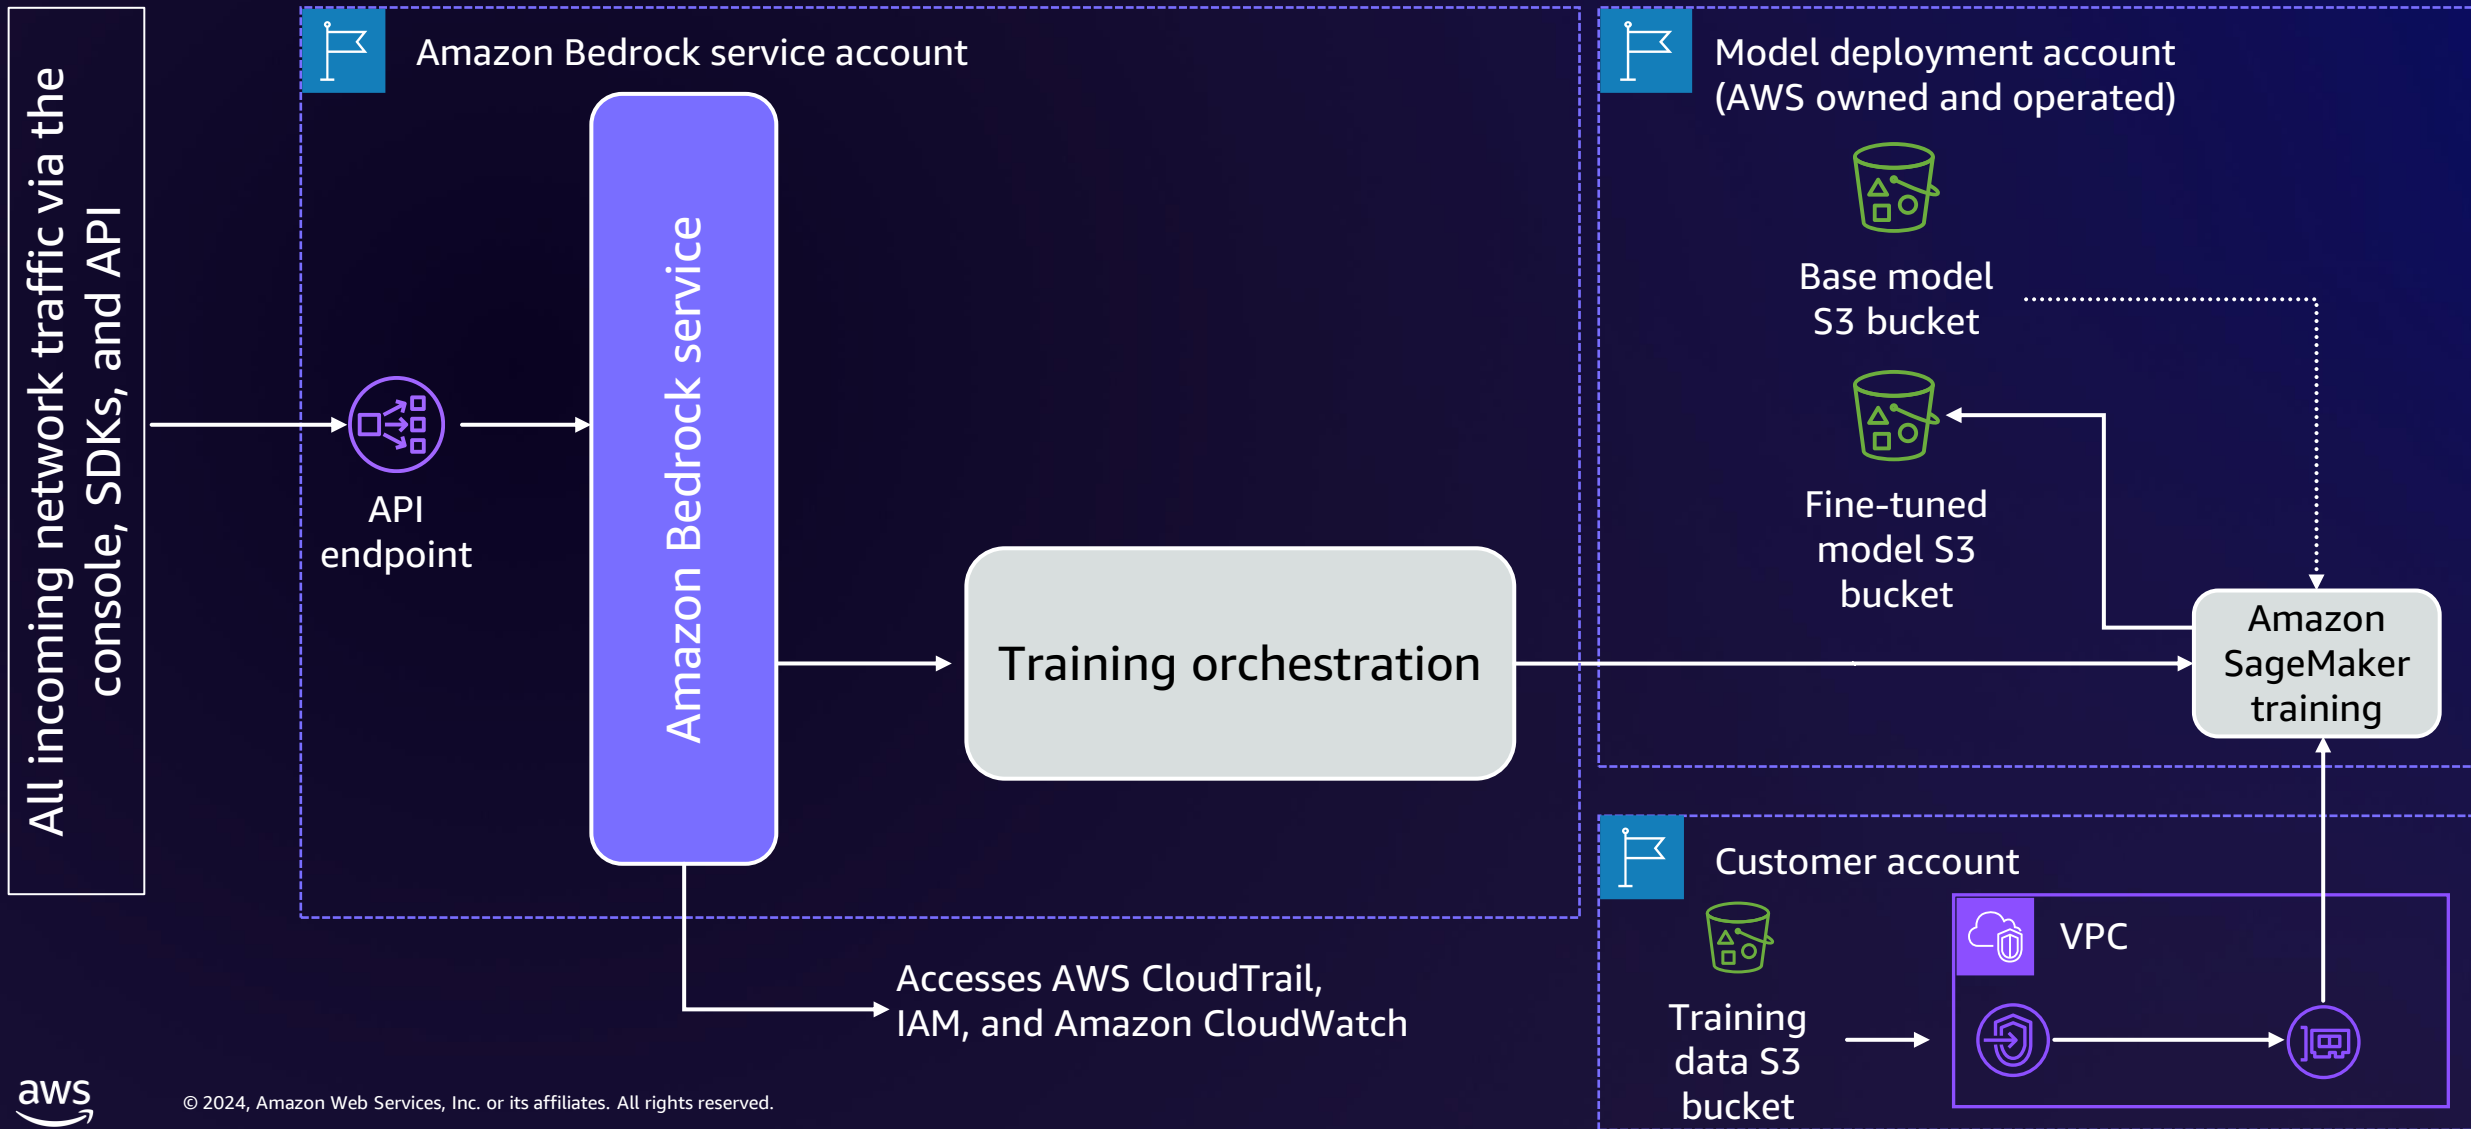 All incoming network traffic via the
console, SDKs, and API
Amazon Bedrock service account
API
endpoint
Amazon Bedrock service
Training orchestration
Accesses AWS CloudTrail,
IAM, and Amazon CloudWatch
Model deployment account
(AWS owned and operated)
Base model
S3 bucket
Fine-tuned
model S3
bucket
Amazon
SageMaker
training
Customer account
Training
data S3
bucket
VPC
aws
© 2024, Amazon Web Services, Inc. or its affiliates. All rights reserved.